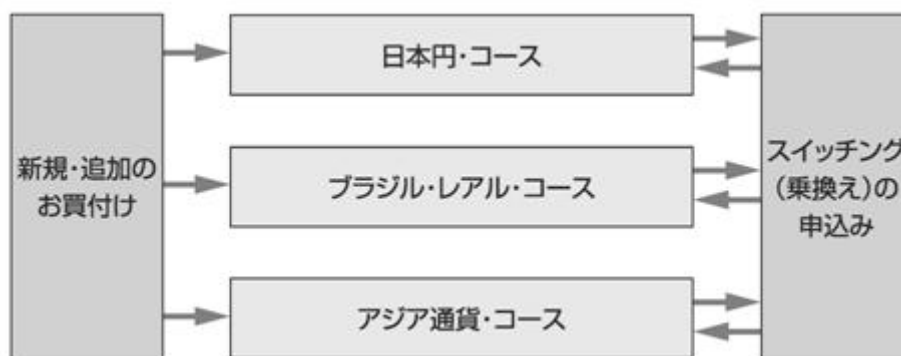 新規・追加の
お買付け
日本円・コース
ブラジル・レアル・コース
アジア通貨・コース
スイッチング
(乗換え)の
申込み